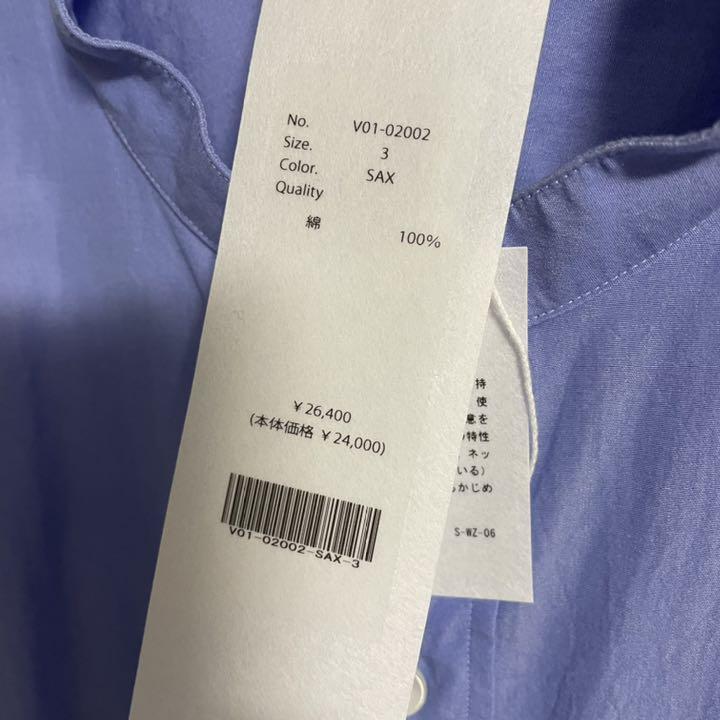 No. V01-02002
Size. 3
Color. SAX
Quality
綿 100%
¥26,400
(本体価格 ¥24,000)
V01-02002-SAX-3
持
使
意を
特性
ネッ
いる)
かじめ
S-WZ-06